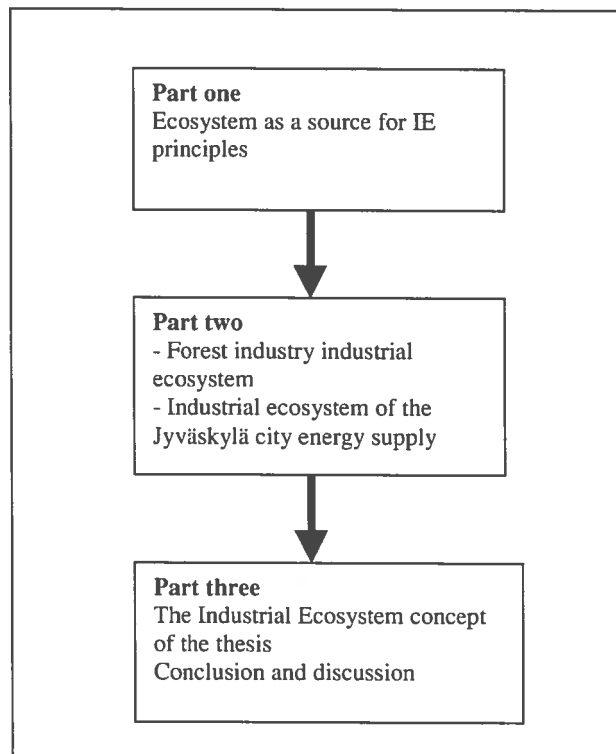 Part one
Ecosystem as a source for IE
principles
Part two
- Forest industry industrial
ecosystem
- Industrial ecosystem of the
Jyväskylä city energy supply
Part three
The Industrial Ecosystem concept
of the thesis
Conclusion and discussion